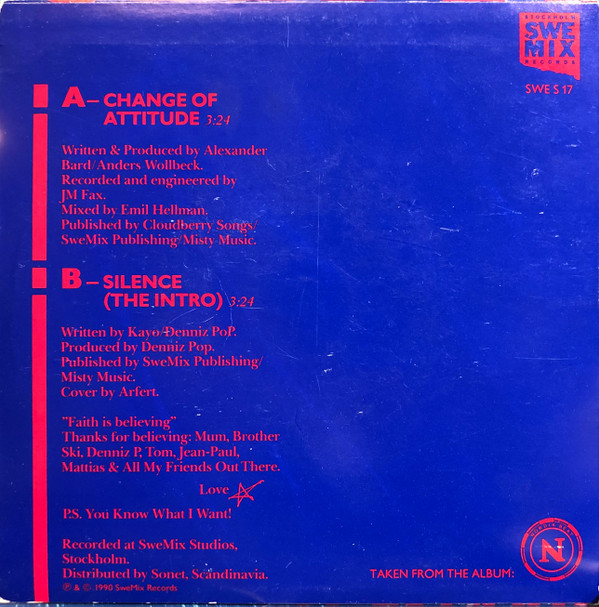 STOCKHOLM
SWE
MIX
RECORDS
SWE S 17
A – CHANGE OF
ATTITUDE 3:24
Written & Produced by Alexander
Bard/Anders Wollbeck.
Recorded and engineered by
JM Fax.
Mixed by Emil Hellman.
Published by Cloudberry Songs/
SweMix Publishing/Misty Music.
B – SILENCE
(THE INTRO) 3:24
Written by Kayo/Denniz PoP.
Produced by Denniz Pop.
Published by SweMix Publishing/
Misty Music.
Cover by Arfert.
"Faith is believing"
Thanks for believing: Mum, Brother
Ski, Denniz P, Tom, Jean-Paul,
Mattias & All My Friends Out There.
Love
P.S. You Know What I Want!
Recorded at SweMix Studios,
Stockholm.
Distributed by Sonet, Scandinavia.
℗ & © 1990 SweMix Records
TAKEN FROM THE ALBUM:
N